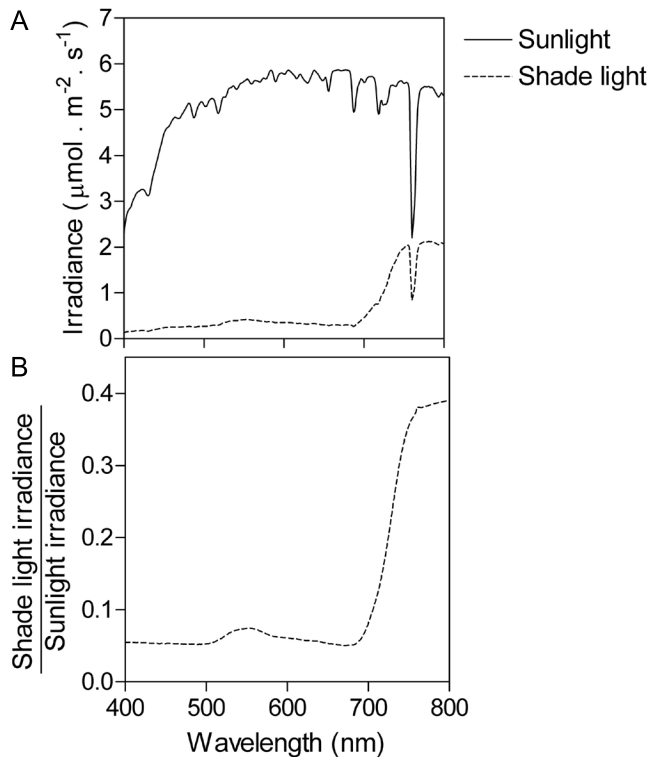 A
7
6
5
4
3
2
1
0
Irradiance ( μmol . m-2. s-1)
Sunlight
Shade light
B
0.4
0.3
0.2
0.1
0.0
Shade light irradiance
Sunlight irradiance
400 500 600 700 800
Wavelength (nm)